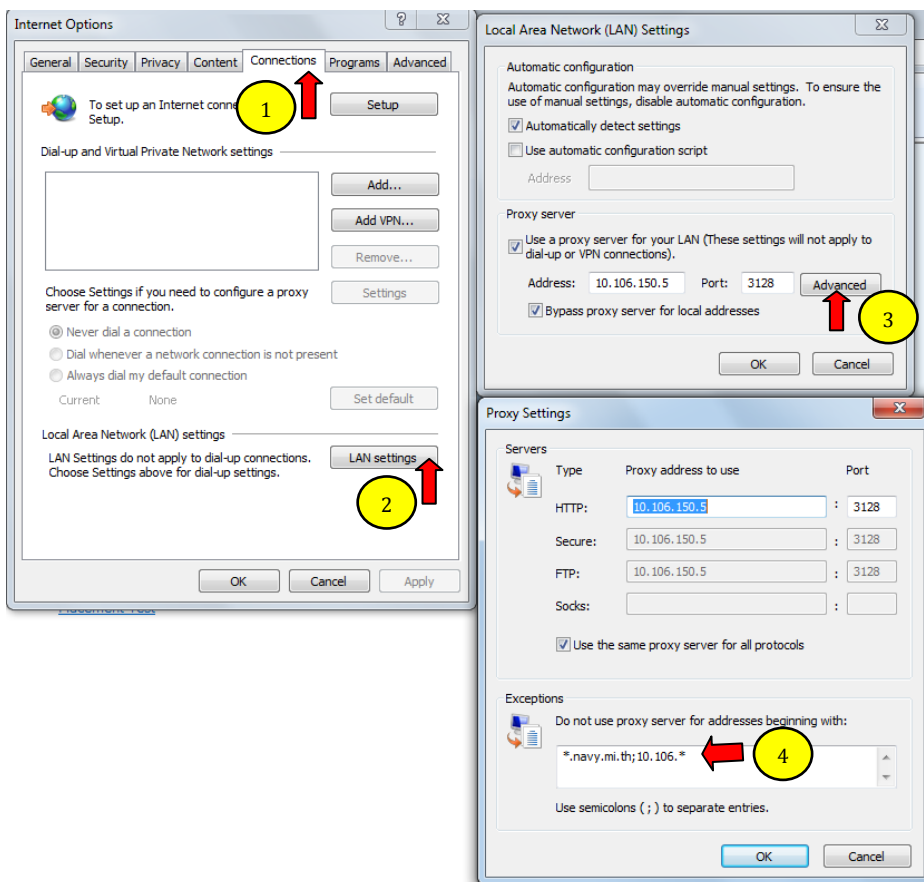 Internet Options
General Security Privacy Content Connections Programs Advanced
To set up an Internet conne
Setup.
Setup
1
Dial-up and Virtual Private Network settings
Add...
Add VPN...
Remove...
Choose Settings if you need to configure a proxy
server for a connection.
Settings
Never dial a connection
Dial whenever a network connection is not present
Always dial my default connection
Current None
Set default
Local Area Network (LAN) settings
LAN Settings do not apply to dial-up connections.
Choose Settings above for dial-up settings.
LAN settings
2
OK Cancel Apply
Placement Test
Local Area Network (LAN) Settings
Automatic configuration
Automatic configuration may override manual settings. To ensure the
use of manual settings, disable automatic configuration.
Automatically detect settings
Use automatic configuration script
Address
Proxy server
Use a proxy server for your LAN (These settings will not apply to
dial-up or VPN connections).
Address: 10.106.150.5 Port: 3128 Advanced
Bypass proxy server for local addresses
3
OK Cancel
Proxy Settings
Servers
Type Proxy address to use Port
HTTP: 10.106.150.5 : 3128
Secure: 10.106.150.5 : 3128
FTP: 10.106.150.5 : 3128
Socks: :
Use the same proxy server for all protocols
Exceptions
Do not use proxy server for addresses beginning with:
*.navy.mi.th;10.106.*
4
Use semicolons ( ; ) to separate entries.
OK Cancel